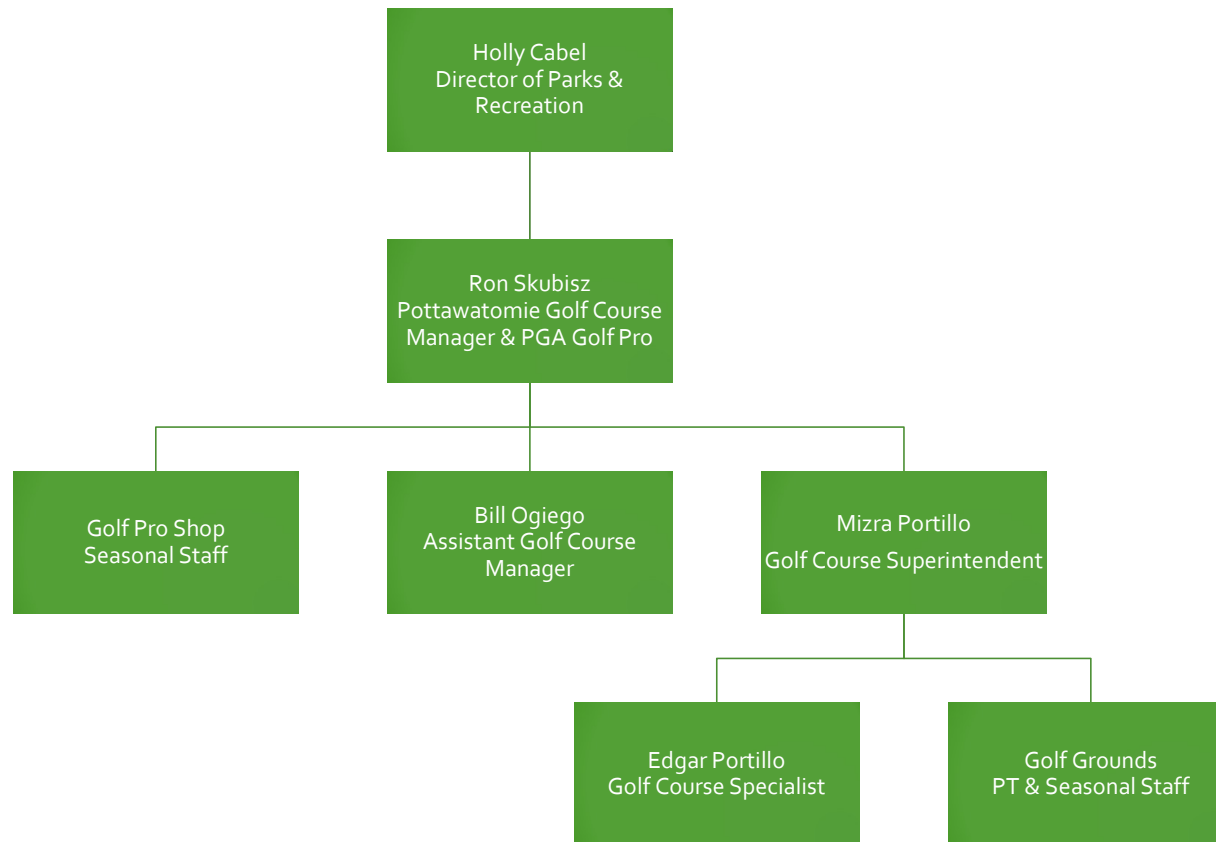 Holly Cabel
Director of Parks &
Recreation
Ron Skubisz
Pottawatomie Golf Course
Manager & PGA Golf Pro
Golf Pro Shop
Seasonal Staff
Bill Ogiego
Assistant Golf Course
Manager
Mizra Portillo
Golf Course Superintendent
Edgar Portillo
Golf Course Specialist
Golf Grounds
PT & Seasonal Staff